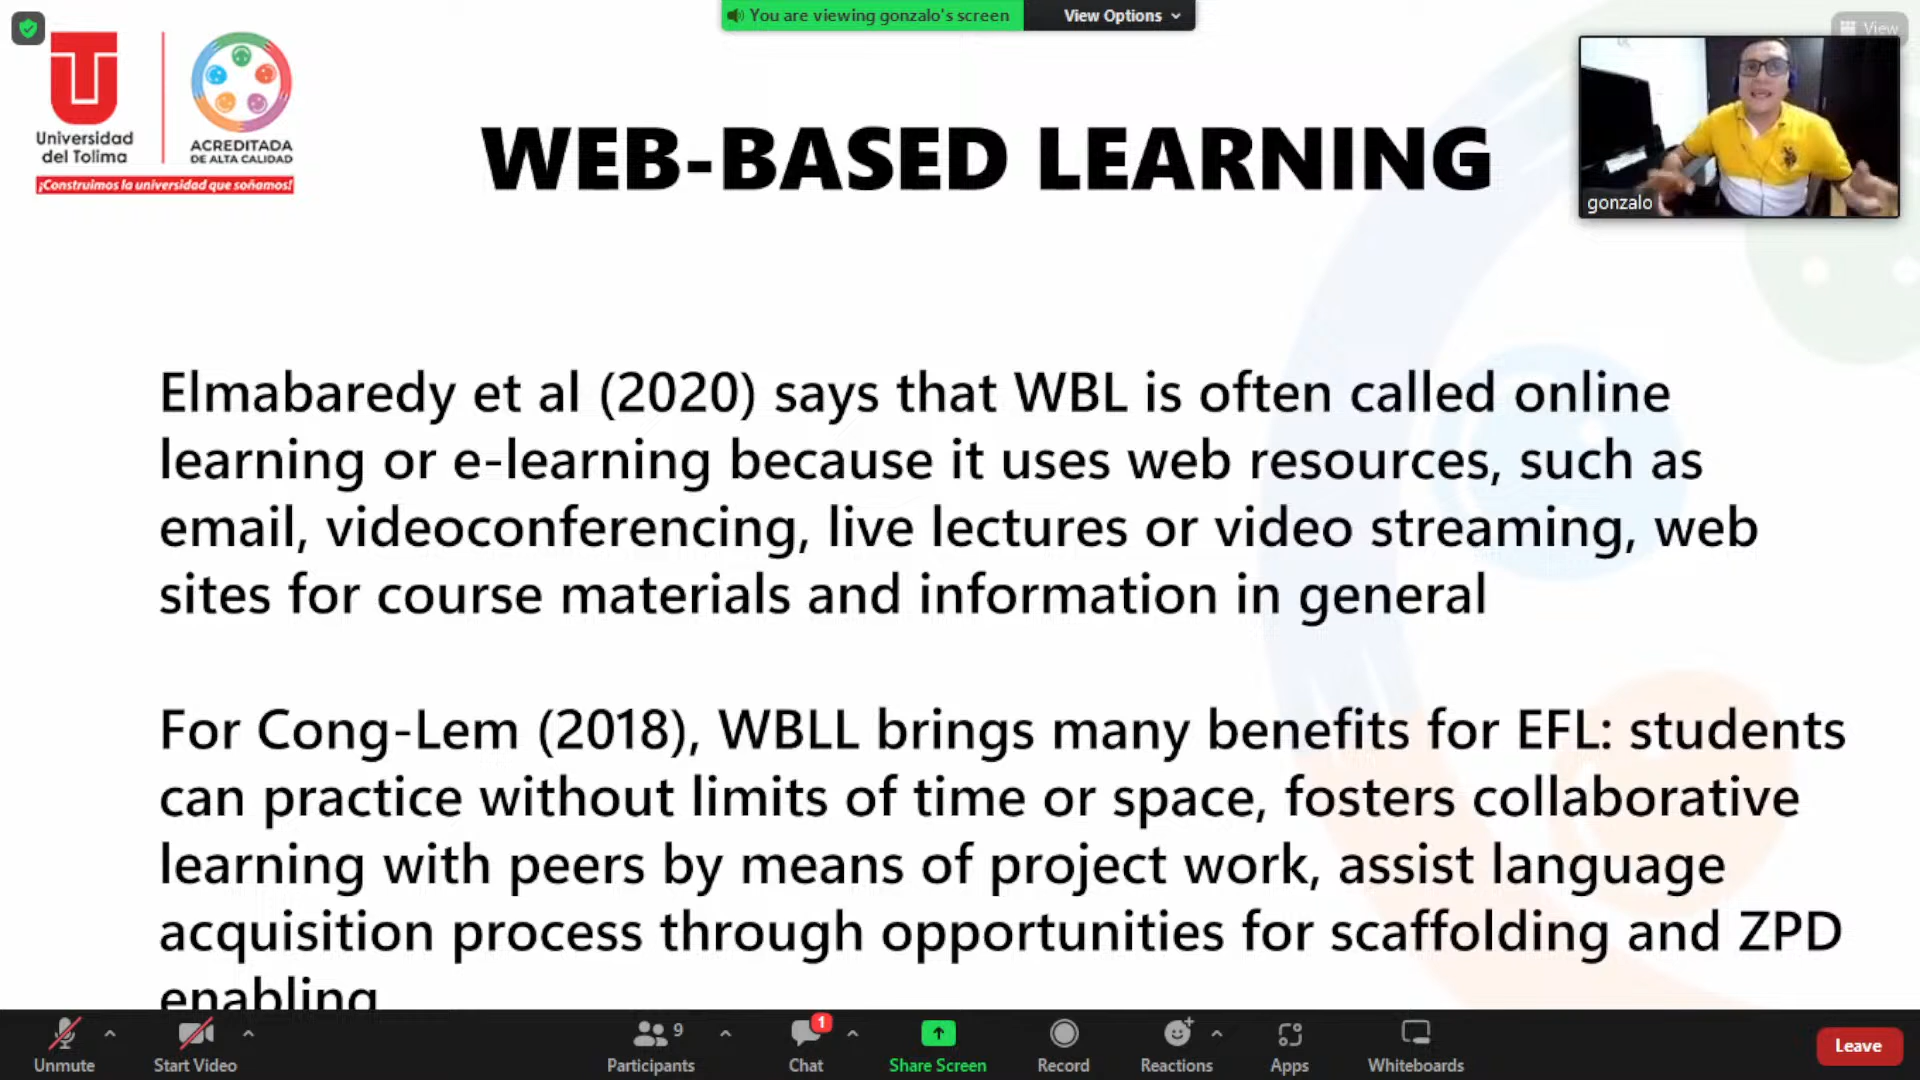 You are viewing gonzalo's screen
View Options
View
Universidad
del Tolima
ACREDITADA
DE ALTA CALIDAD
¡Construimos la universidad que soñamos!
WEB-BASED LEARNING
gonzalo
Elmabaredy et al (2020) says that WBL is often called online
learning or e-learning because it uses web resources, such as
email, videoconferencing, live lectures or video streaming, web
sites for course materials and information in general
For Cong-Lem (2018), WBLL brings many benefits for EFL: students
can practice without limits of time or space, fosters collaborative
learning with peers by means of project work, assist language
acquisition process through opportunities for scaffolding and ZPD
enabling
Unmute
Start Video
Participants
9
Chat
1
Share Screen
Record
Reactions
Apps
Whiteboards
Leave